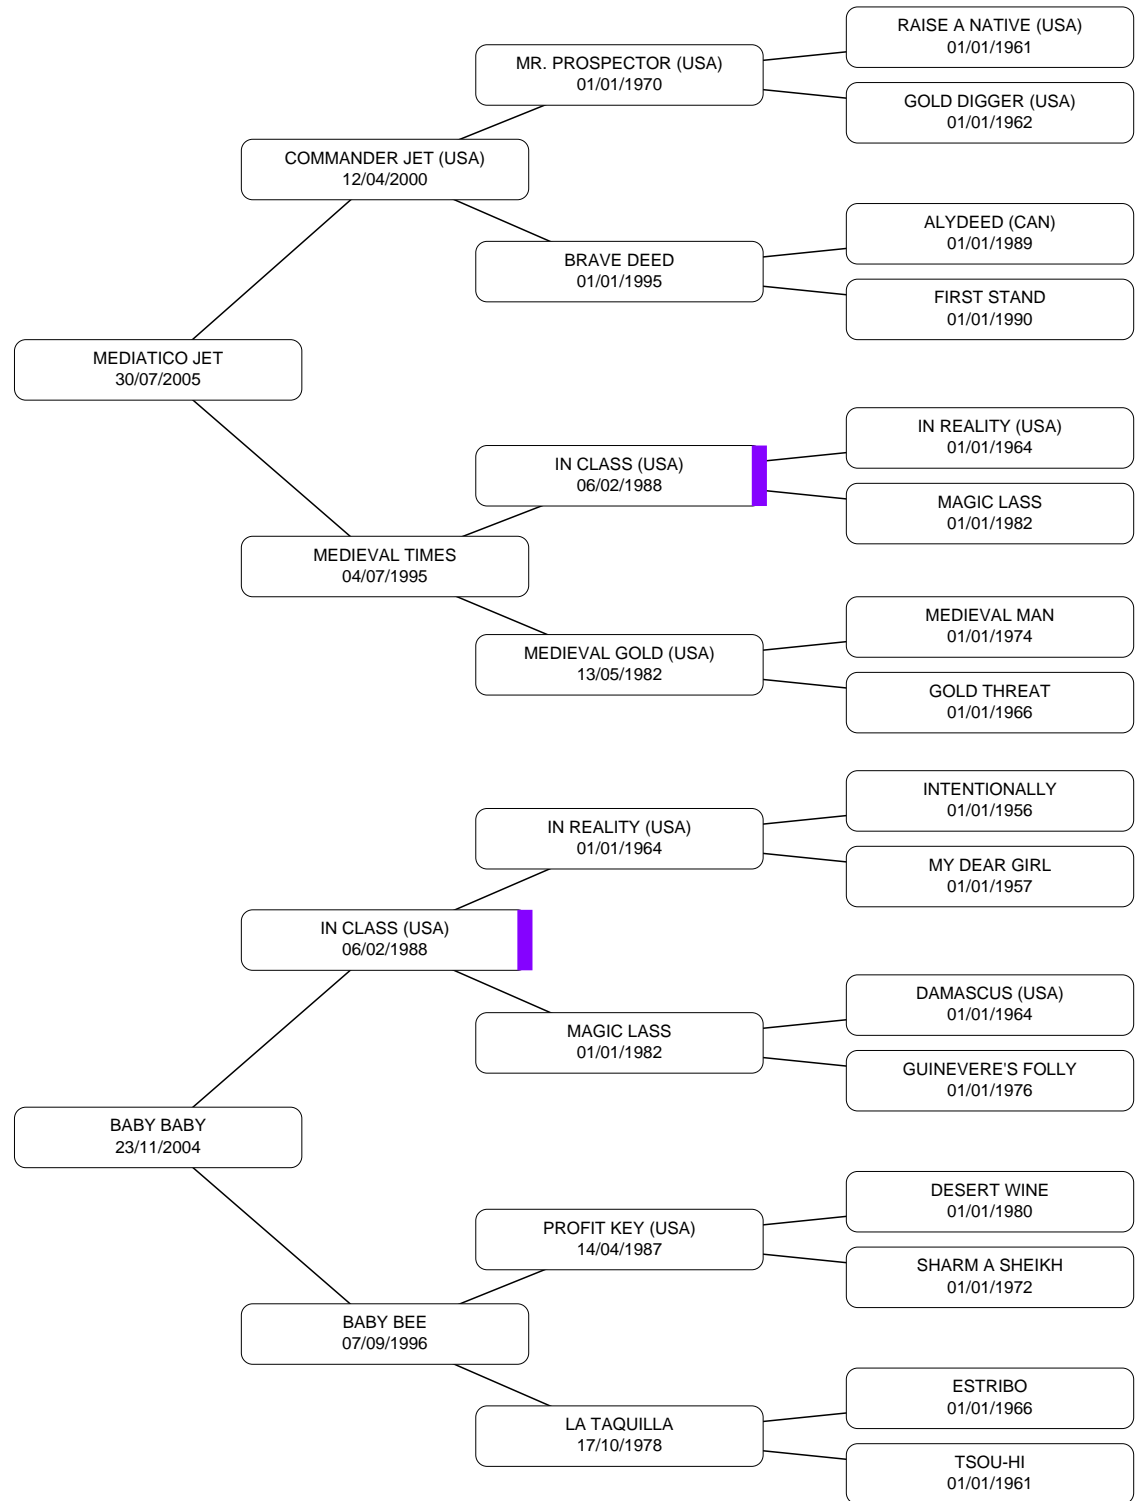 RAISE A NATIVE (USA)
01/01/1961
MR. PROSPECTOR (USA)
01/01/1970
GOLD DIGGER (USA)
01/01/1962
COMMANDER JET (USA)
12/04/2000
ALYDEED (CAN)
01/01/1989
BRAVE DEED
01/01/1995
FIRST STAND
01/01/1990
MEDIATICO JET
30/07/2005
IN REALITY (USA)
01/01/1964
IN CLASS (USA)
06/02/1988
MAGIC LASS
01/01/1982
MEDIEVAL TIMES
04/07/1995
MEDIEVAL MAN
01/01/1974
MEDIEVAL GOLD (USA)
13/05/1982
GOLD THREAT
01/01/1966
INTENTIONALLY
01/01/1956
IN REALITY (USA)
01/01/1964
MY DEAR GIRL
01/01/1957
IN CLASS (USA)
06/02/1988
DAMASCUS (USA)
01/01/1964
MAGIC LASS
01/01/1982
GUINEVERE'S FOLLY
01/01/1976
BABY BABY
23/11/2004
DESERT WINE
01/01/1980
PROFIT KEY (USA)
14/04/1987
SHARM A SHEIKH
01/01/1972
BABY BEE
07/09/1996
ESTRIBO
01/01/1966
LA TAQUILLA
17/10/1978
TSOU-HI
01/01/1961